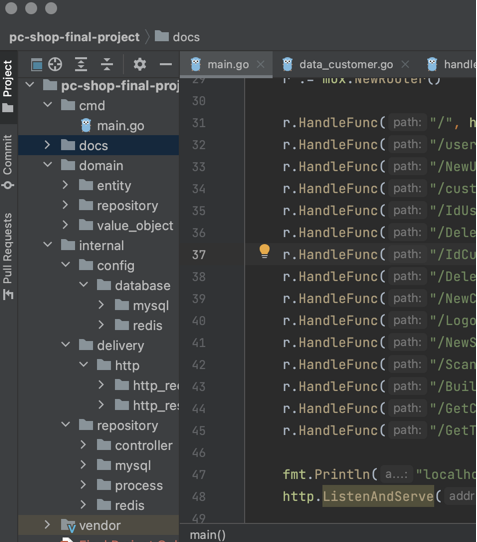 pc-shop-final-project
docs
Project
Commit
Pull Requests
pc-shop-final-proj
cmd
main.go
docs
domain
entity
repository
value_object
internal
config
database
mysql
redis
delivery
http
http_req
http_res
repository
controller
mysql
process
redis
vendor
main.go
data_customer.go
handle
29 r := mux.NewRouter()
30
31 r.HandleFunc( path: "/", h
32 r.HandleFunc( path: "/user
33 r.HandleFunc( path: "/NewU
34 r.HandleFunc( path: "/cust
35 r.HandleFunc( path: "/IdUs
36 r.HandleFunc( path: "/Dele
37 r.HandleFunc( path: "/IdCu
38 r.HandleFunc( path: "/Dele
39 r.HandleFunc( path: "/NewC
40 r.HandleFunc( path: "/Logo
41 r.HandleFunc( path: "/NewS
42 r.HandleFunc( path: "/Scan
43 r.HandleFunc( path: "/Buil
44 r.HandleFunc( path: "/GetC
45 r.HandleFunc( path: "/GetT
46
47 fmt.Println( a...: "localho
48 http.ListenAndServe( addr
49
main()